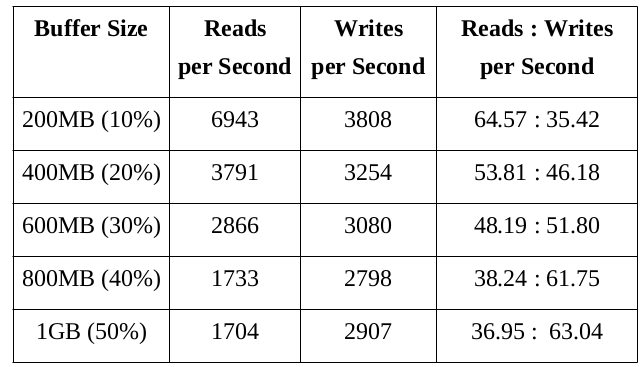 Buffer Size Reads Writes Reads : Writes
per Second per Second per Second
200MB (10%) 6943 3808 64.57 : 35.42
400MB (20%) 3791 3254 53.81 : 46.18
600MB (30%) 2866 3080 48.19 : 51.80
800MB (40%) 1733 2798 38.24 : 61.75
1GB (50%) 1704 2907 36.95 : 63.04